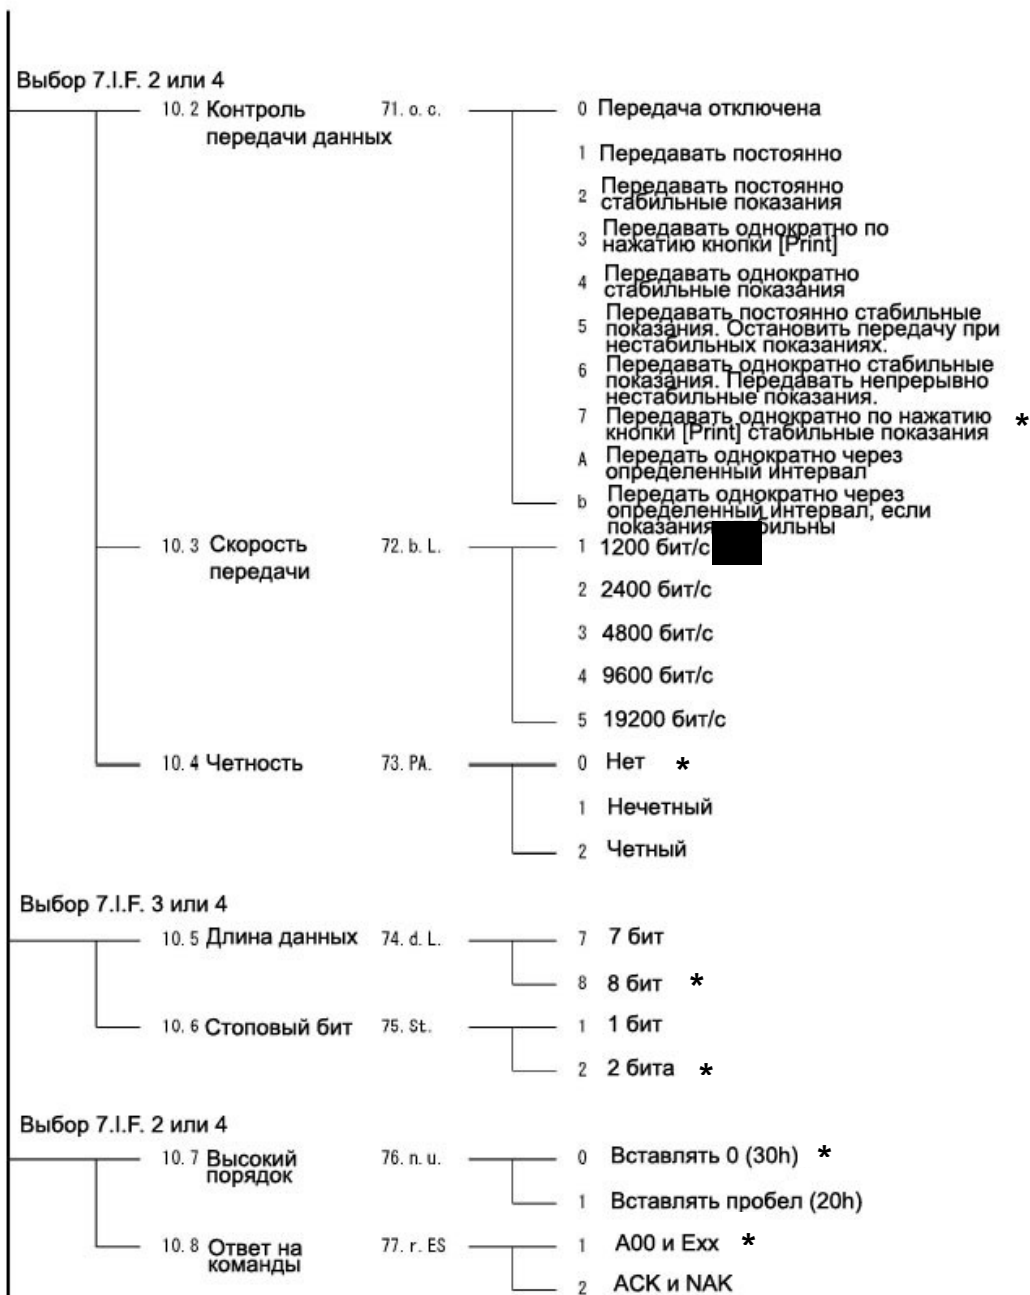 Выбор 7.I.F. 2 или 4
10. 2 Контроль передачи данных 71. o. c. 0 Передача отключена
1 Передавать постоянно
2 Передавать постоянно
стабильные показания
3 Передавать однократно по
нажатию кнопки [Print]
4 Передавать однократно
стабильные показания
5 Передавать постоянно стабильные
показания. Остановить передачу при
нестабильных показаниях.
6 Передавать однократно стабильные
показания. Передавать непрерывно
нестабильные показания.
7 Передавать однократно по нажатию *
кнопки [Print] стабильные показания
A Передать однократно через
определенный интервал
b Передать однократно через
определенный интервал, если
показания
10. 3 Скорость передачи 72. b. L. 1 1200 бит/с
2 2400 бит/с
3 4800 бит/с
4 9600 бит/с
5 19200 бит/с
10. 4 Четность 73. PA. 0 Нет *
1 Нечетный
2 Четный
Выбор 7.I.F. 3 или 4
10. 5 Длина данных 74. d. L. 7 7 бит
8 8 бит *
10. 6 Стоповый бит 75. St. 1 1 бит
2 2 бита *
Выбор 7.I.F. 2 или 4
10. 7 Высокий порядок 76. n. u. 0 Вставлять 0 (30h) *
1 Вставлять пробел (20h)
10. 8 Ответ на команды 77. r. ES 1 A00 и Exx *
2 ACK и NAK